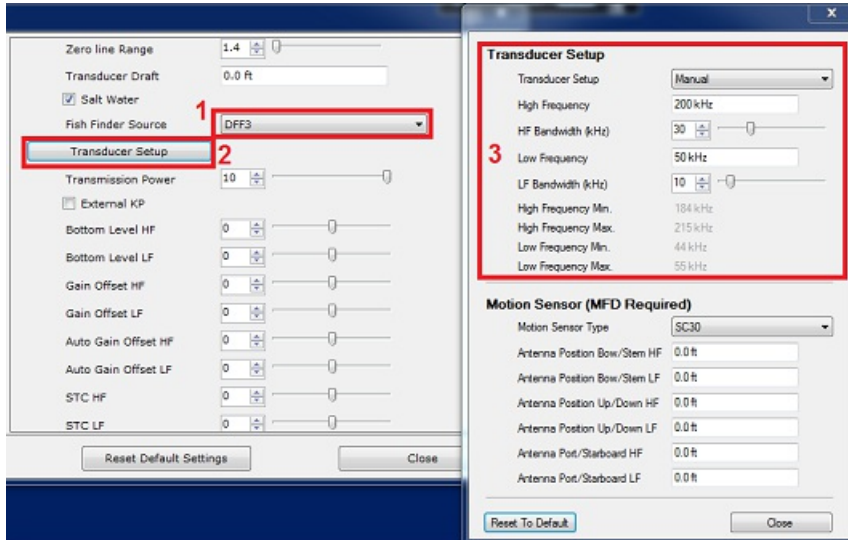 Zero line Range 1.4
Transducer Draft 0.0 ft
Salt Water
1
Fish Finder Source DFF3
Transducer Setup 2
Transmission Power 10
External KP
Bottom Level HF 0
Bottom Level LF 0
Gain Offset HF 0
Gain Offset LF 0
Auto Gain Offset HF 0
Auto Gain Offset LF 0
STC HF 0
STC LF 0
Reset Default Settings Close
x
Transducer Setup
Transducer Setup Manual
High Frequency 200 kHz
HF Bandwidth (kHz) 30
3 Low Frequency 50 kHz
LF Bandwidth (kHz) 10
High Frequency Min. 184 kHz
High Frequency Max. 215 kHz
Low Frequency Min. 44 kHz
Low Frequency Max. 55 kHz
Motion Sensor (MFD Required)
Motion Sensor Type SC30
Antenna Position Bow/Stern HF 0.0 ft
Antenna Position Bow/Stern LF 0.0 ft
Antenna Position Up/Down HF 0.0 ft
Antenna Position Up/Down LF 0.0 ft
Antenna Port/Starboard HF 0.0 ft
Antenna Port/Starboard LF 0.0 ft
Reset To Default Close